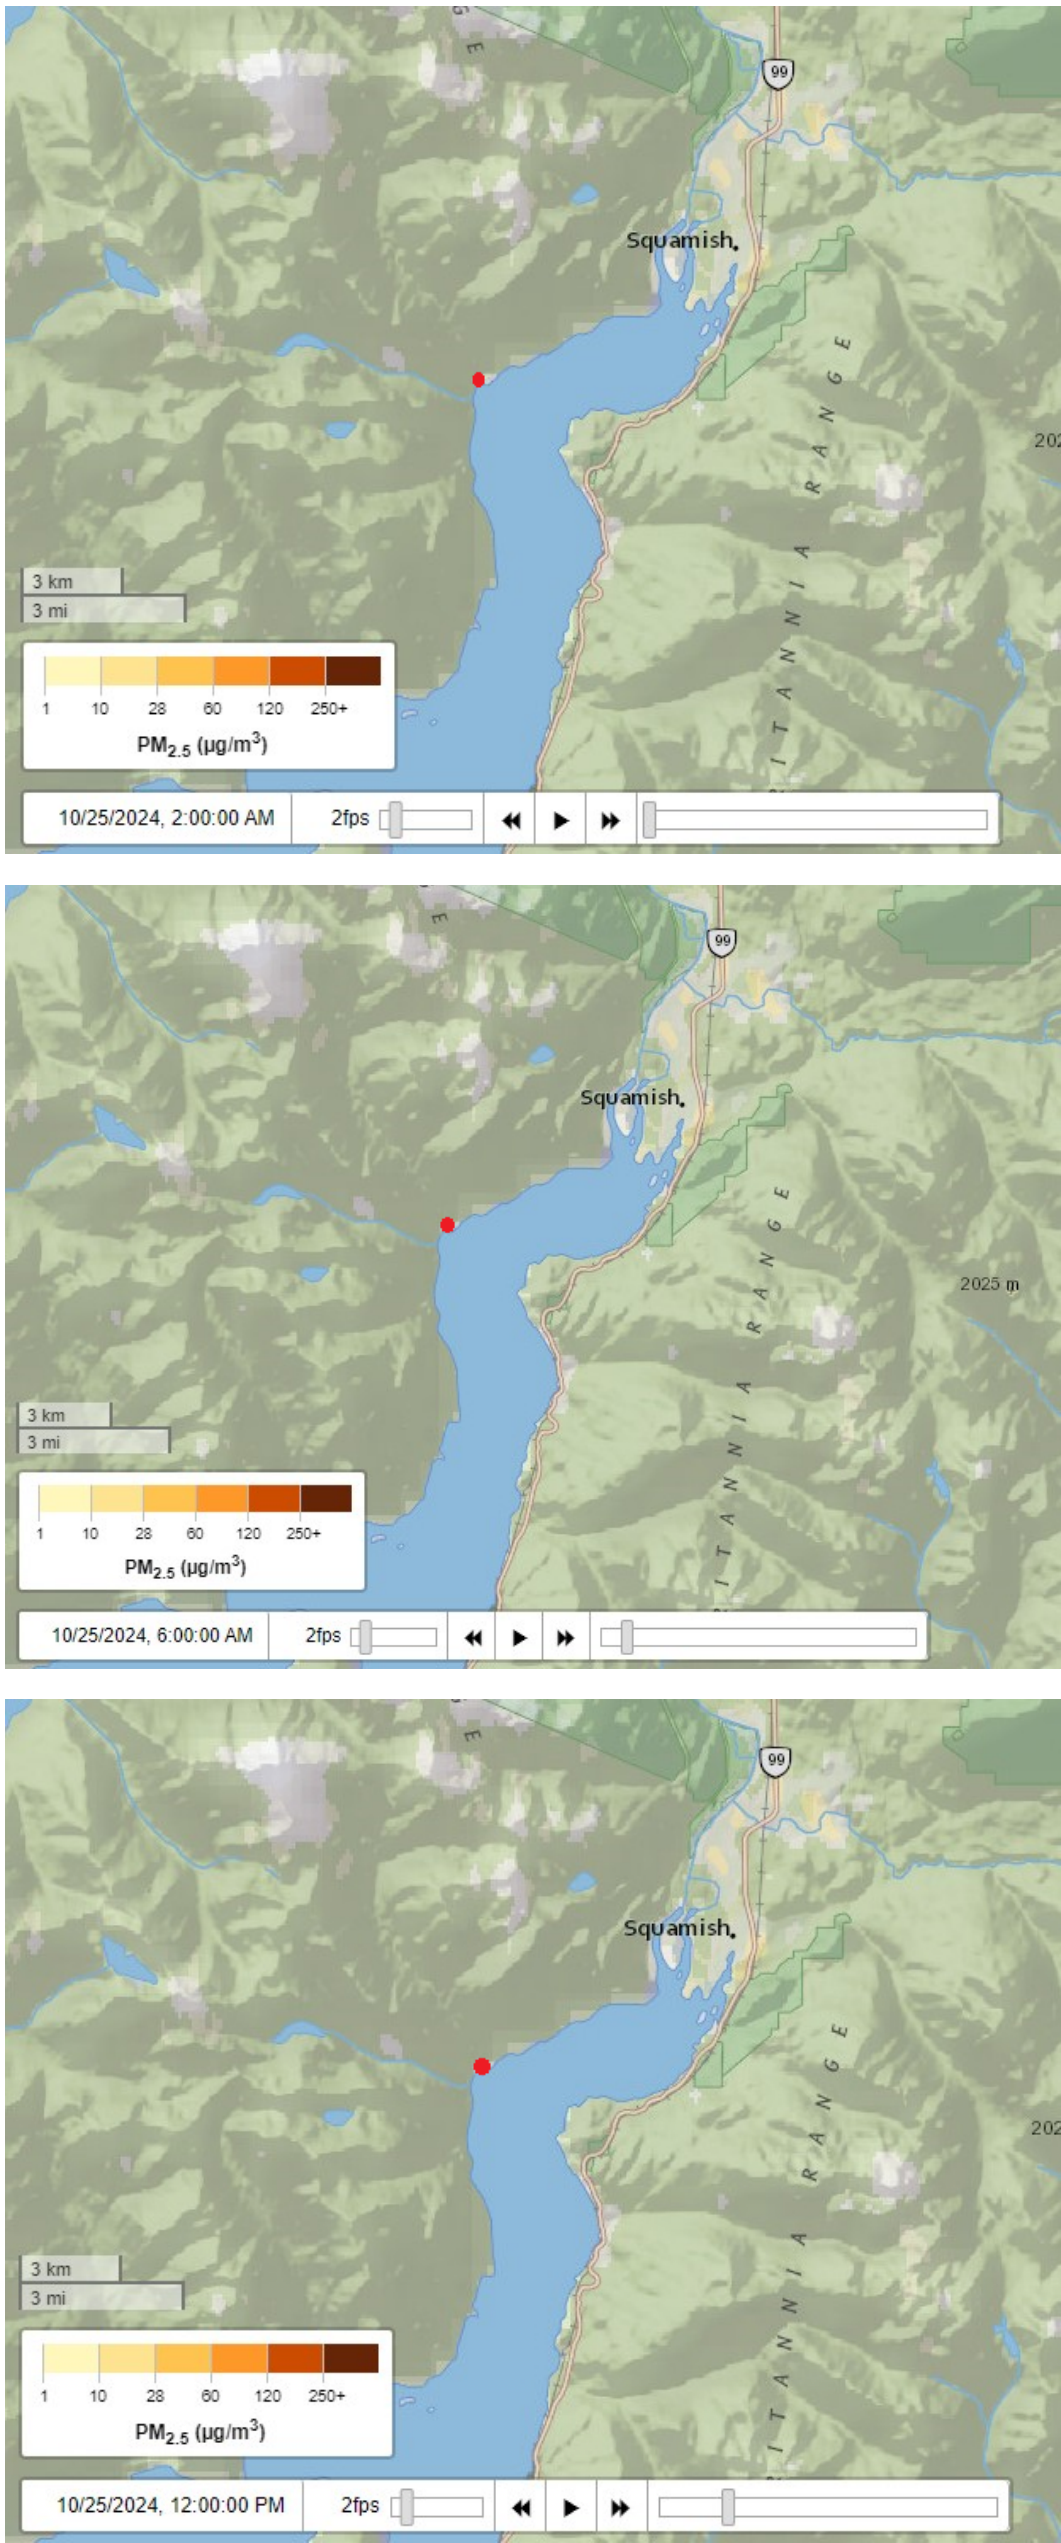 G
E
99
Squamish
202
I T A N N I A R A N G E
3 km
3 mi
1 10 28 60 120 250+
PM2.5 (µg/m³)
10/25/2024, 2:00:00 AM 2fps
E
99
Squamish
2025 m
I T A N N I A R A N G E
3 km
3 mi
1 10 28 60 120 250+
PM2.5 (µg/m³)
10/25/2024, 6:00:00 AM 2fps
E
99
Squamish
202
I T A N N I A R A N G E
3 km
3 mi
1 10 28 60 120 250+
PM2.5 (µg/m³)
10/25/2024, 12:00:00 PM 2fps